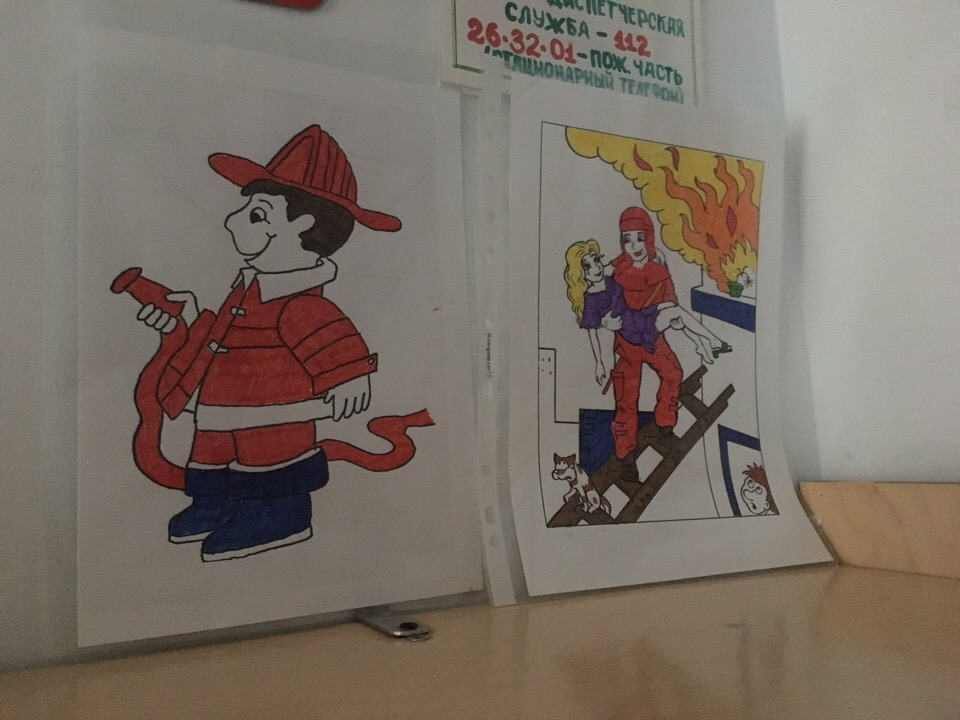 ДИСПЕТЧЕРСКАЯ
СЛУЖБА - 112
26-32-01-ПОЖ. ЧАСТЬ
(СТАЦИОНАРНЫЙ ТЕЛЕФОН)